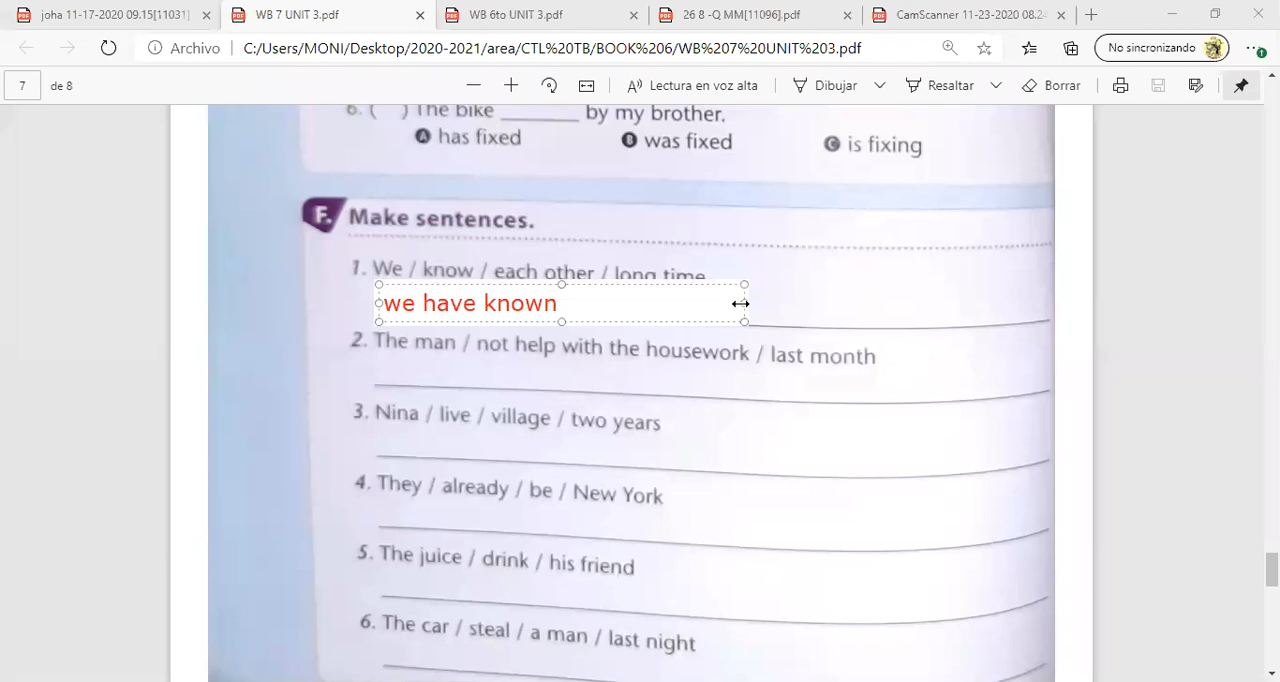 joha 11-17-2020 09.15[11031]
WB 7 UNIT 3.pdf
WB 6to UNIT 3.pdf
26 8 -Q MM[11096].pdf
CamScanner 11-23-2020 08.24
Archivo
C:/Users/MONI/Desktop/2020-2021/area/CTL%20TB/BOOK%206/WB%207%20UNIT%203.pdf
No sincronizando
7 de 8
Lectura en voz alta
Dibujar
Resaltar
Borrar
6. ( ) The bike ________ by my brother.
A has fixed B was fixed C is fixing
F. Make sentences.
1. We / know / each other / long time
we have known
2. The man / not help with the housework / last month
3. Nina / live / village / two years
4. They / already / be / New York
5. The juice / drink / his friend
6. The car / steal / a man / last night